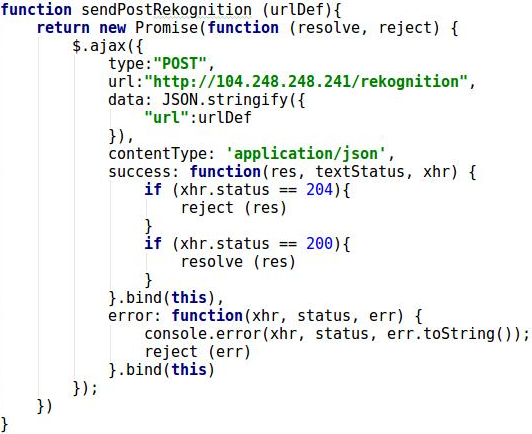 function sendPostRekognition (urlDef){
    return new Promise(function (resolve, reject) {
        $.ajax({
            type:"POST",
            url:"http://104.248.248.241/rekognition",
            data: JSON.stringify({
                "url":urlDef
            }),
            contentType: 'application/json',
            success: function(res, textStatus, xhr) {
                if (xhr.status == 204){
                    reject (res)
                }
                if (xhr.status == 200){
                    resolve (res)
                }
            }.bind(this),
            error: function(xhr, status, err) {
                console.error(xhr, status, err.toString());
                reject (err)
            }.bind(this)
        });
    })
}